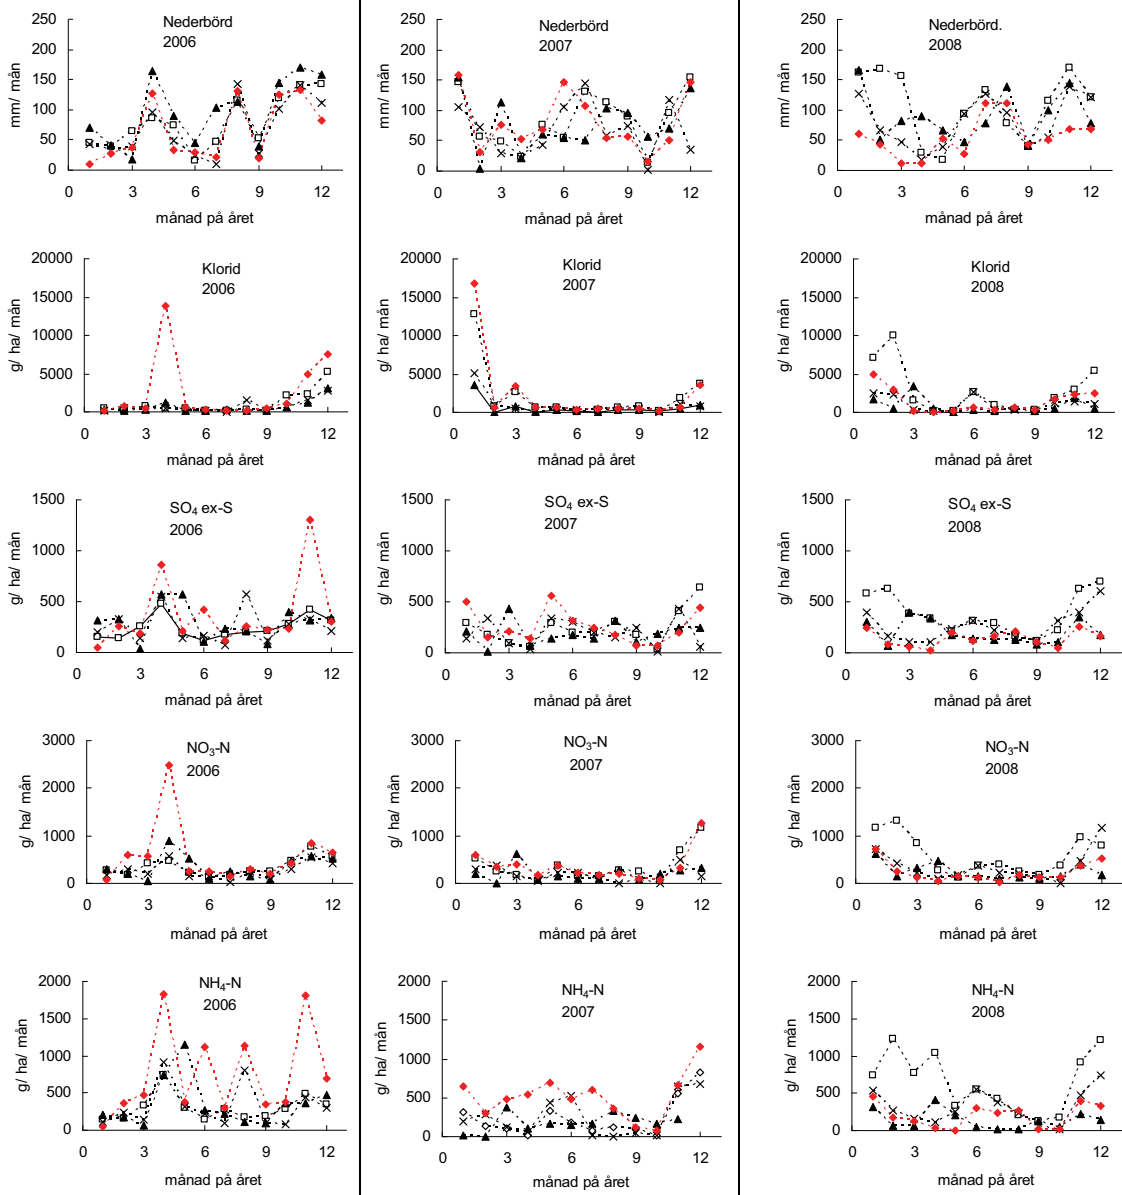 Nederbörd
2006
mm/ mån
250
200
150
100
50
0
0 3 6 9 12
månad på året
Nederbörd
2007
mm/ mån
250
200
150
100
50
0
0 3 6 9 12
månad på året
Nederbörd.
2008
mm/ mån
250
200
150
100
50
0
0 3 6 9 12
månad på året
Klorid
2006
g/ ha/ mån
20000
15000
10000
5000
0
0 3 6 9 12
månad på året
Klorid
2007
g/ ha/ mån
20000
15000
10000
5000
0
0 3 6 9 12
månad på året
Klorid
2008
g/ ha/ mån
20000
15000
10000
5000
0
0 3 6 9 12
månad på året
SO₄ ex-S
2006
g/ ha/ mån
1500
1000
500
0
0 3 6 9 12
månad på året
SO₄ ex-S
2007
g/ ha/ mån
1500
1000
500
0
0 3 6 9 12
månad på året
SO₄ ex-S
2008
g/ ha/ mån
1500
1000
500
0
0 3 6 9 12
månad på året
NO₃-N
2006
g/ ha/ mån
3000
2000
1000
0
0 3 6 9 12
månad på året
NO₃-N
2007
g/ ha/ mån
3000
2000
1000
0
0 3 6 9 12
månad på året
NO₃-N
2008
g/ ha/ mån
3000
2000
1000
0
0 3 6 9 12
månad på året
NH₄-N
2006
g/ ha/ mån
2000
1500
1000
500
0
0 3 6 9 12
månad på året
NH₄-N
2007
g/ ha/ mån
2000
1500
1000
500
0
0 3 6 9 12
månad på året
NH₄-N
2008
g/ ha/ mån
2000
1500
1000
500
0
0 3 6 9 12
månad på året